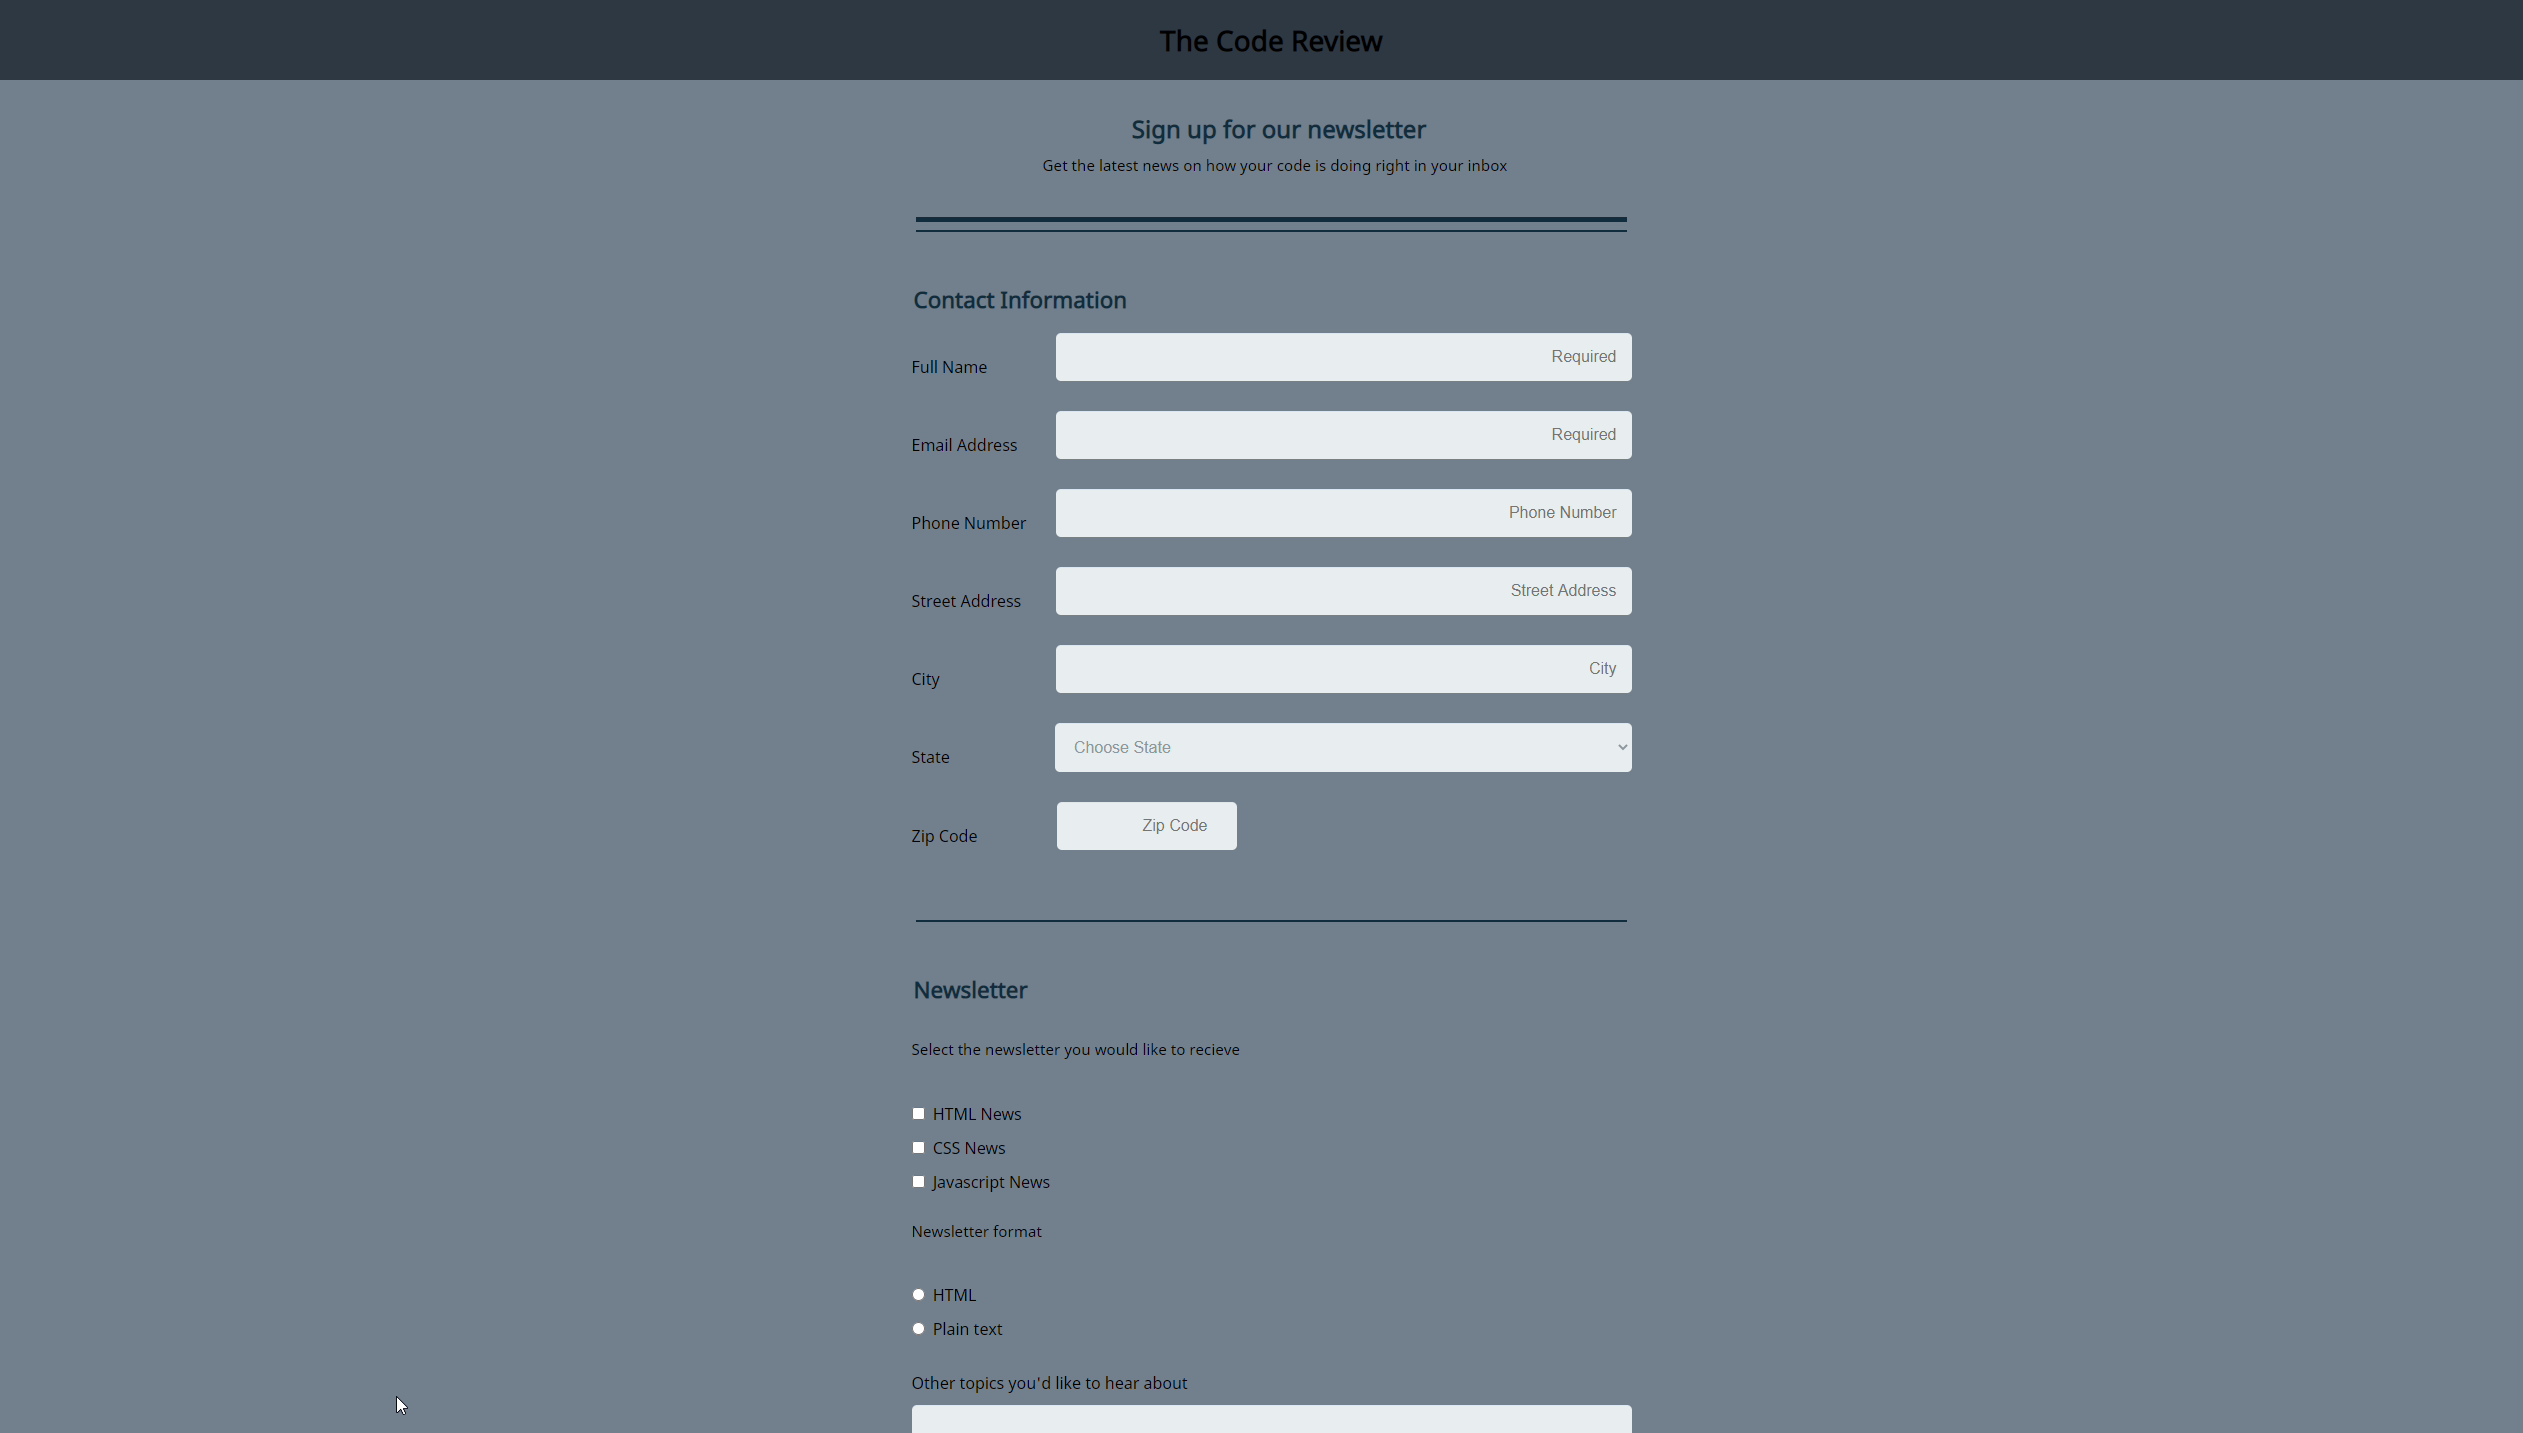 The Code Review
Sign up for our newsletter
Get the latest news on how your code is doing right in your inbox
Contact Information
Full Name
Required
Email Address
Required
Phone Number
Phone Number
Street Address
Street Address
City
City
State
Choose State
Zip Code
Zip Code
Newsletter
Select the newsletter you would like to recieve
HTML News
CSS News
Javascript News
Newsletter format
HTML
Plain text
Other topics you'd like to hear about